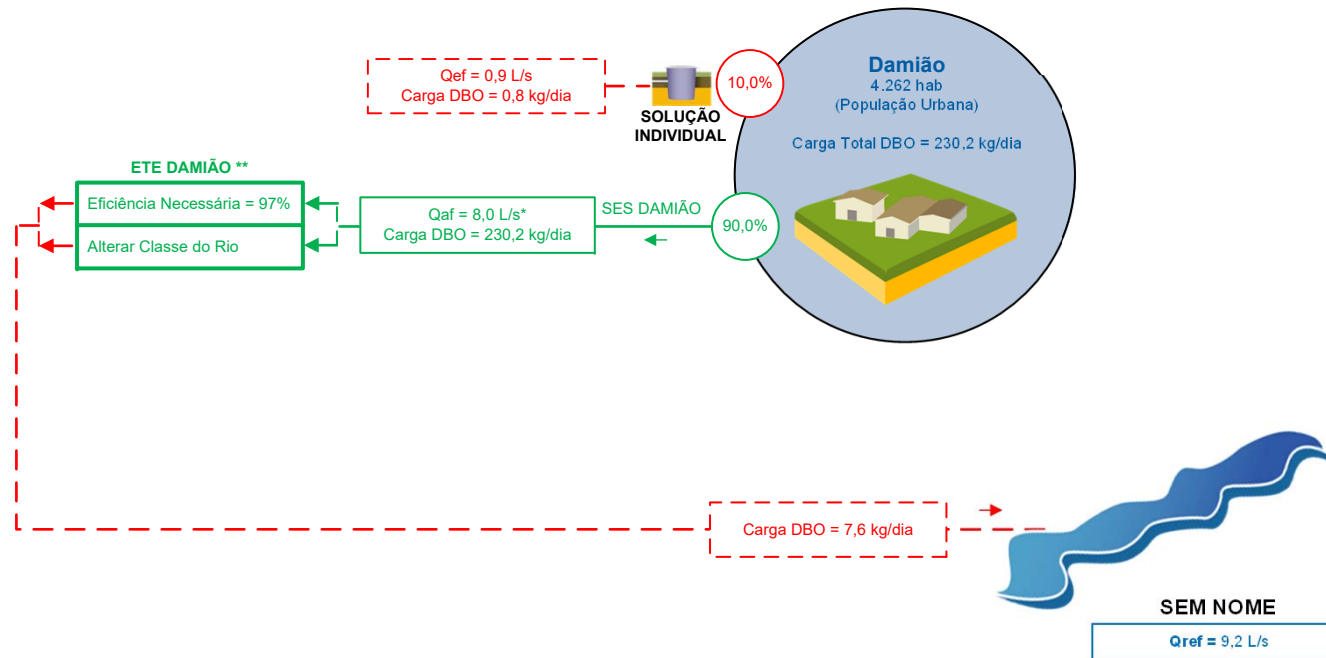 Damião
4.262 hab
(População Urbana)
Carga Total DBO = 230,2 kg/dia
Qef = 0,9 L/s
Carga DBO = 0,8 kg/dia
10,0%
SOLUÇÃO
INDIVIDUAL
ETE DAMIÃO **
Eficiência Necessária = 97%
Alterar Classe do Rio
Qaf = 8,0 L/s*
Carga DBO = 230,2 kg/dia
SES DAMIÃO
90,0%
Carga DBO = 7,6 kg/dia
SEM NOME
Qref = 9,2 L/s